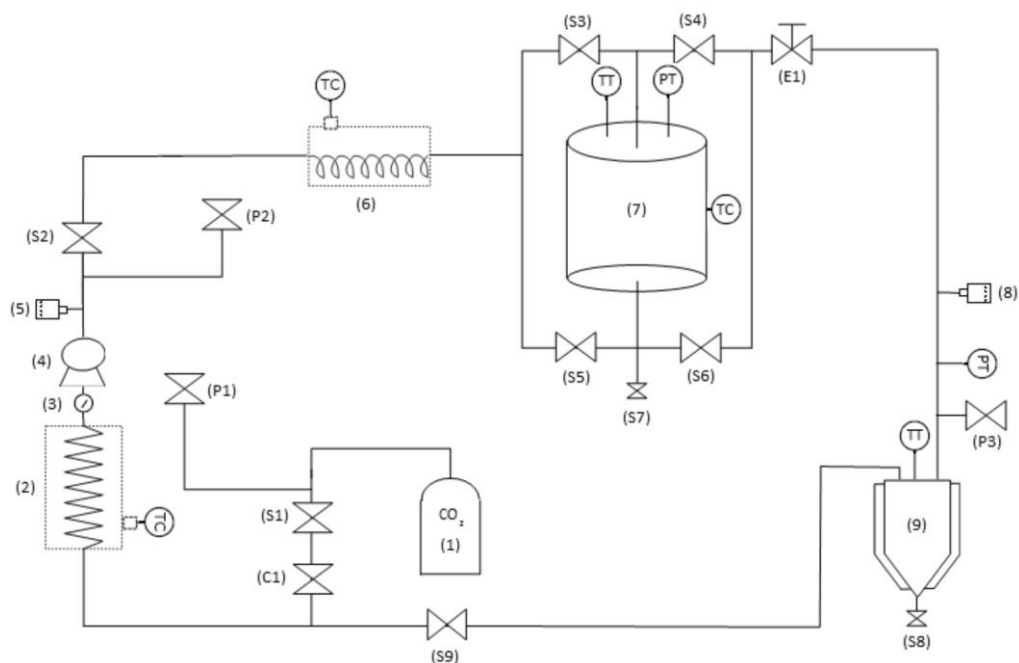 (S3)
(S4)
(E1)
TC
TT
PT
(6)
(7)
TC
(P2)
(S2)
(5)
(8)
(4)
(S5)
(S6)
PT
(3)
(P1)
(S7)
(P3)
TT
(2)
TC
(S1)
CO₂
(1)
(9)
(C1)
(S8)
(S9)